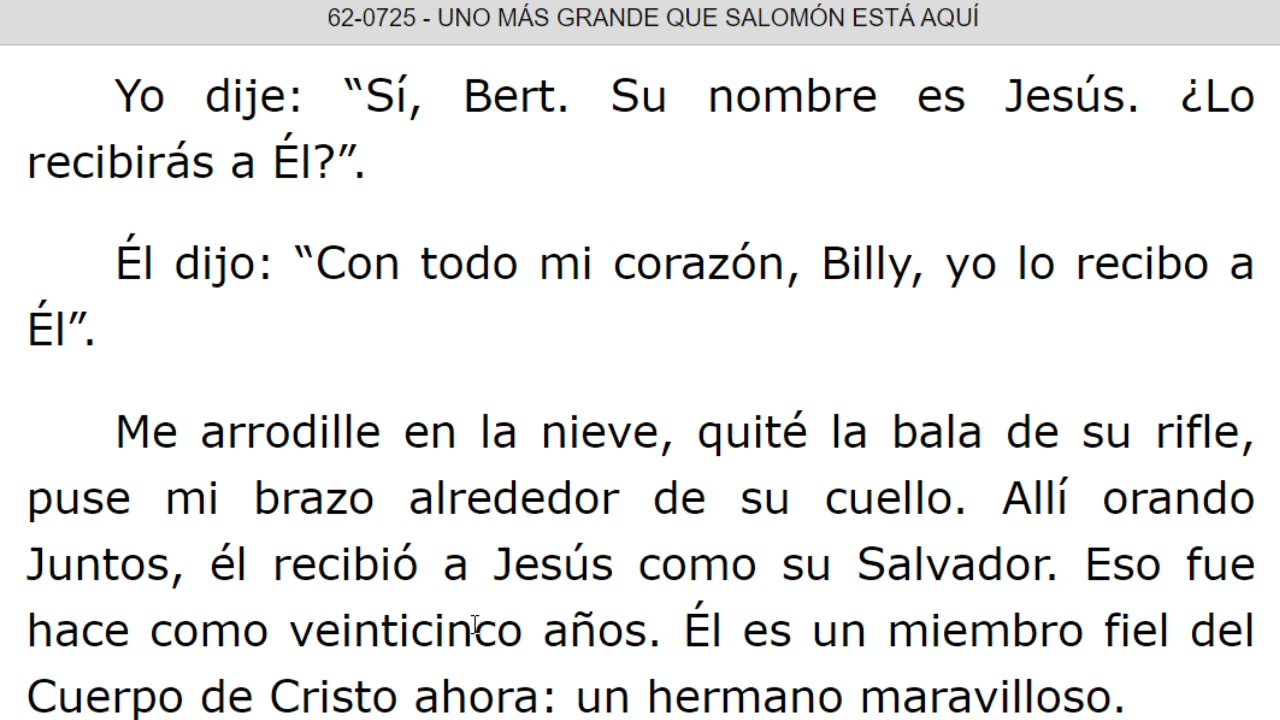 62-0725 - UNO MÁS GRANDE QUE SALOMÓN ESTÁ AQUÍ
Yo dije: “Sí, Bert. Su nombre es Jesús. ¿Lo
recibirás a Él?”.
Él dijo: “Con todo mi corazón, Billy, yo lo recibo a
Él”.
Me arrodille en la nieve, quité la bala de su rifle,
puse mi brazo alrededor de su cuello. Allí orando
Juntos, él recibió a Jesús como su Salvador. Eso fue
hace como veinticinco años. Él es un miembro fiel del
Cuerpo de Cristo ahora: un hermano maravilloso.